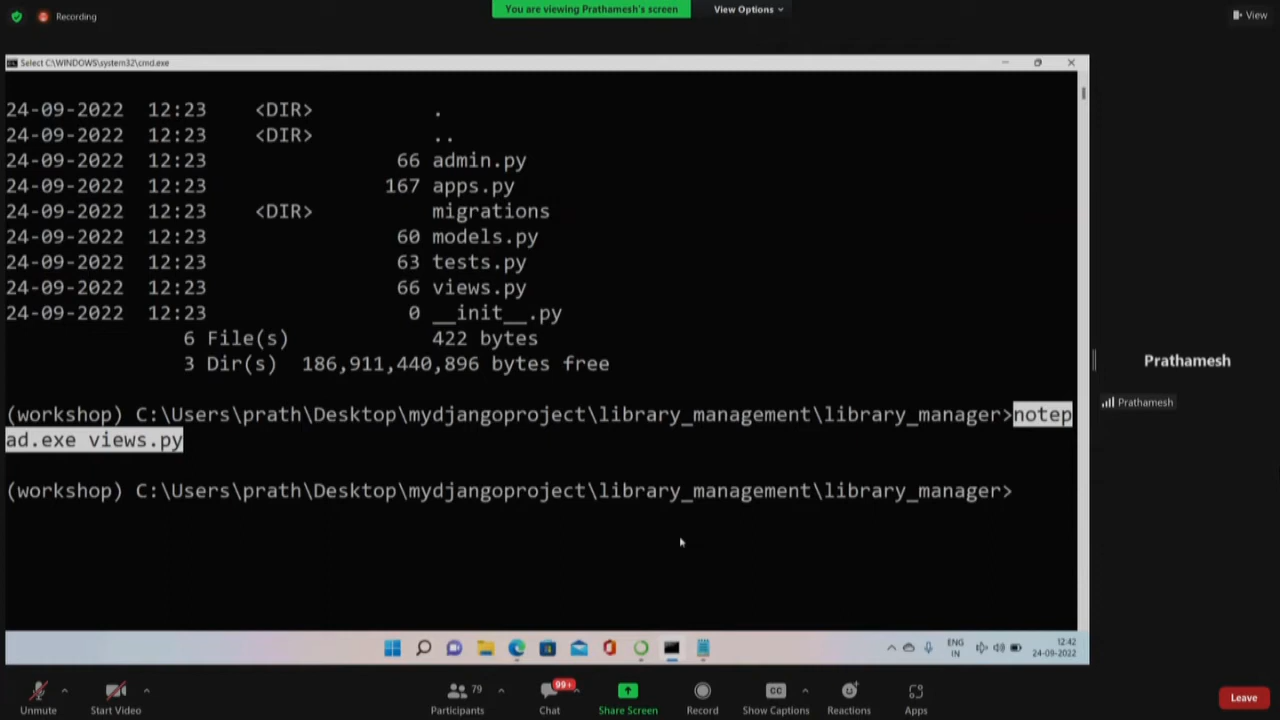 Recording
You are viewing Prathamesh's screen
View Options
View
Select C:\WINDOWS\system32\cmd.exe
24-09-2022 12:23 <DIR> .
24-09-2022 12:23 <DIR> ..
24-09-2022 12:23 66 admin.py
24-09-2022 12:23 167 apps.py
24-09-2022 12:23 <DIR> migrations
24-09-2022 12:23 60 models.py
24-09-2022 12:23 63 tests.py
24-09-2022 12:23 66 views.py
24-09-2022 12:23 0 __init__.py
6 File(s) 422 bytes
3 Dir(s) 186,911,440,896 bytes free
(workshop) C:\Users\prath\Desktop\mydjangoproject\library_management\library_manager>notep
ad.exe views.py
(workshop) C:\Users\prath\Desktop\mydjangoproject\library_management\library_manager>
Prathamesh
Prathamesh
ENG
IN
12:42
24-09-2022
Unmute
Start Video
79
Participants
99+
Chat
Share Screen
Record
CC
Show Captions
Reactions
Apps
Leave